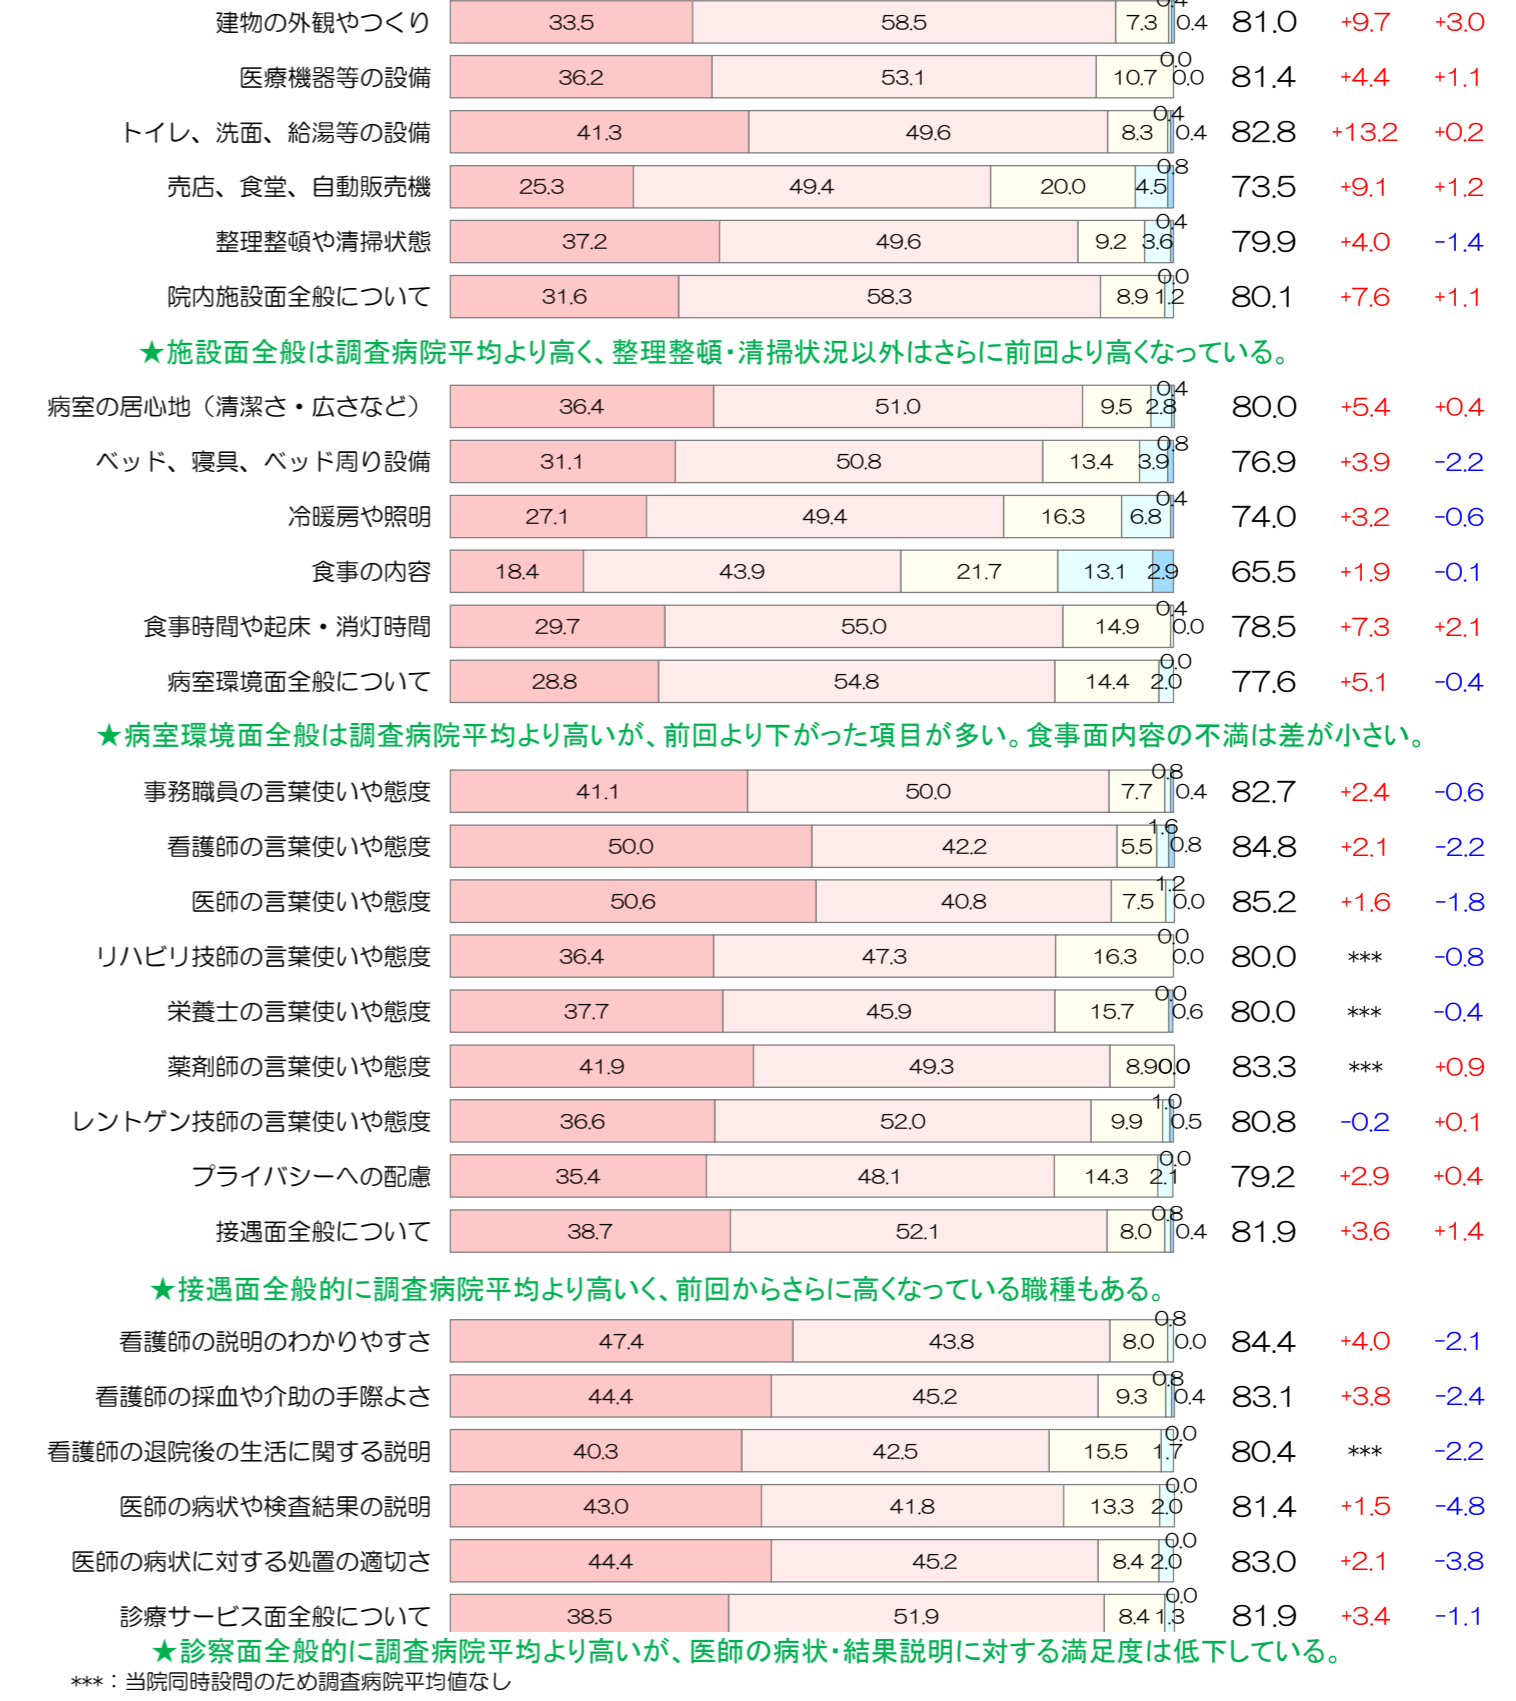 建物の外観やつくり 33.5 58.5 7.3 0.4 0.4 81.0 +9.7 +3.0
医療機器等の設備 36.2 53.1 10.7 0.0 0.0 81.4 +4.4 +1.1
トイレ、洗面、給湯等の設備 41.3 49.6 8.3 0.4 0.4 82.8 +13.2 +0.2
売店、食堂、自動販売機 25.3 49.4 20.0 4.5 0.8 73.5 +9.1 +1.2
整理整頓や清掃状態 37.2 49.6 9.2 3.6 0.4 79.9 +4.0 -1.4
院内施設面全般について 31.6 58.3 8.9 1.2 0.0 80.1 +7.6 +1.1
★施設面全般は調査病院平均より高く、整理整頓・清掃状況以外はさらに前回より高くなっている。
病室の居心地（清潔さ・広さなど） 36.4 51.0 9.5 2.8 0.4 80.0 +5.4 +0.4
ベッド、寝具、ベッド周り設備 31.1 50.8 13.4 3.9 0.8 76.9 +3.9 -2.2
冷暖房や照明 27.1 49.4 16.3 6.8 0.4 74.0 +3.2 -0.6
食事の内容 18.4 43.9 21.7 13.1 2.9 65.5 +1.9 -0.1
食事時間や起床・消灯時間 29.7 55.0 14.9 0.4 0.0 78.5 +7.3 +2.1
病室環境面全般について 28.8 54.8 14.4 2.0 0.0 77.6 +5.1 -0.4
★病室環境面全般は調査病院平均より高いが、前回より下がった項目が多い。食事面内容の不満は差が小さい。
事務職員の言葉使いや態度 41.1 50.0 7.7 0.8 0.4 82.7 +2.4 -0.6
看護師の言葉使いや態度 50.0 42.2 5.5 1.6 0.8 84.8 +2.1 -2.2
医師の言葉使いや態度 50.6 40.8 7.5 1.2 0.0 85.2 +1.6 -1.8
リハビリ技師の言葉使いや態度 36.4 47.3 16.3 0.0 0.0 80.0 *** -0.8
栄養士の言葉使いや態度 37.7 45.9 15.7 0.0 0.6 80.0 *** -0.4
薬剤師の言葉使いや態度 41.9 49.3 8.9 0.0 0.0 83.3 *** +0.9
レントゲン技師の言葉使いや態度 36.6 52.0 9.9 1.0 0.5 80.8 -0.2 +0.1
プライバシーへの配慮 35.4 48.1 14.3 2.1 0.0 79.2 +2.9 +0.4
接遇面全般について 38.7 52.1 8.0 0.8 0.4 81.9 +3.6 +1.4
★接遇面全般的に調査病院平均より高いく、前回からさらに高くなっている職種もある。
看護師の説明のわかりやすさ 47.4 43.8 8.0 0.8 0.0 84.4 +4.0 -2.1
看護師の採血や介助の手際よさ 44.4 45.2 9.3 0.8 0.4 83.1 +3.8 -2.4
看護師の退院後の生活に関する説明 40.3 42.5 15.5 1.7 0.0 80.4 *** -2.2
医師の病状や検査結果の説明 43.0 41.8 13.3 2.0 0.0 81.4 +1.5 -4.8
医師の病状に対する処置の適切さ 44.4 45.2 8.4 2.0 0.0 83.0 +2.1 -3.8
診療サービス面全般について 38.5 51.9 8.4 1.3 0.0 81.9 +3.4 -1.1
★診察面全般的に調査病院平均より高いが、医師の病状・結果説明に対する満足度は低下している。
***：当院同時設問のため調査病院平均値なし